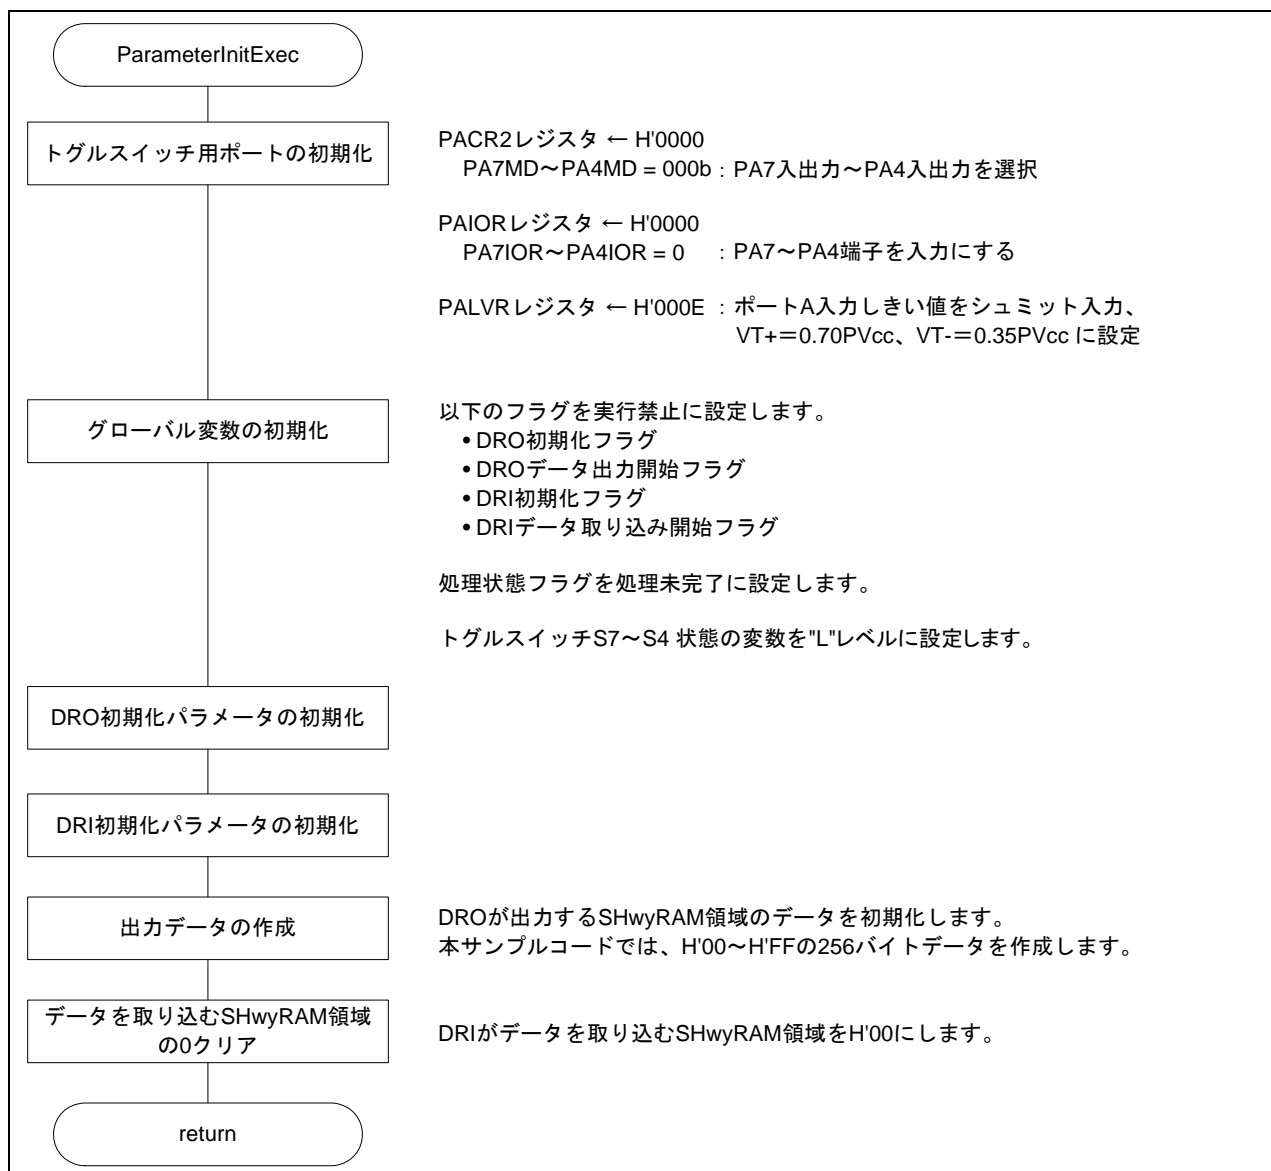 ParameterInitExec
トグルスイッチ用ポートの初期化
PACR2レジスタ ← H'0000
PA7MD～PA4MD = 000b : PA7入出力～PA4入出力を選択
PAIORレジスタ ← H'0000
PA7IOR～PA4IOR = 0 : PA7～PA4端子を入力にする
PALVRレジスタ ← H'000E : ポートA入力しきい値をシュミット入力、
VT+＝0.70PVcc、VT-＝0.35PVcc に設定
グローバル変数の初期化
以下のフラグを実行禁止に設定します。
•DRO初期化フラグ
•DROデータ出力開始フラグ
•DRI初期化フラグ
•DRIデータ取り込み開始フラグ
処理状態フラグを処理未完了に設定します。
トグルスイッチS7～S4 状態の変数を"L"レベルに設定します。
DRO初期化パラメータの初期化
DRI初期化パラメータの初期化
出力データの作成
DROが出力するSHwyRAM領域のデータを初期化します。
本サンプルコードでは、H'00～H'FFの256バイトデータを作成します。
データを取り込むSHwyRAM領域
の0クリア
DRIがデータを取り込むSHwyRAM領域をH'00にします。
return